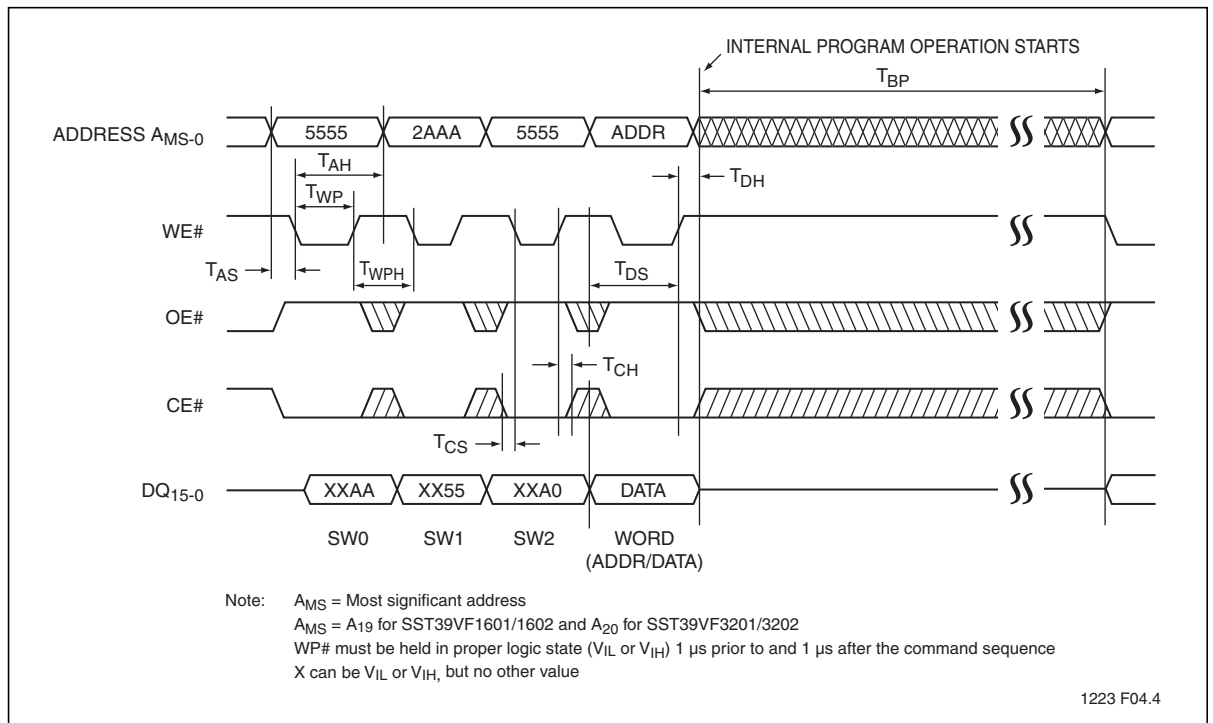 INTERNAL PROGRAM OPERATION STARTS
TBP
ADDRESS AMS-0
5555
2AAA
5555
ADDR
TAH
TDH
TWP
WE#
TAS
TWPH
TDS
OE#
TCH
CE#
TCS
DQ15-0
XXAA
XX55
XXA0
DATA
SW0
SW1
SW2
WORD
(ADDR/DATA)
Note: AMS = Most significant address
AMS = A19 for SST39VF1601/1602 and A20 for SST39VF3201/3202
WP# must be held in proper logic state (VIL or VIH) 1 µs prior to and 1 µs after the command sequence
X can be VIL or VIH, but no other value
1223 F04.4